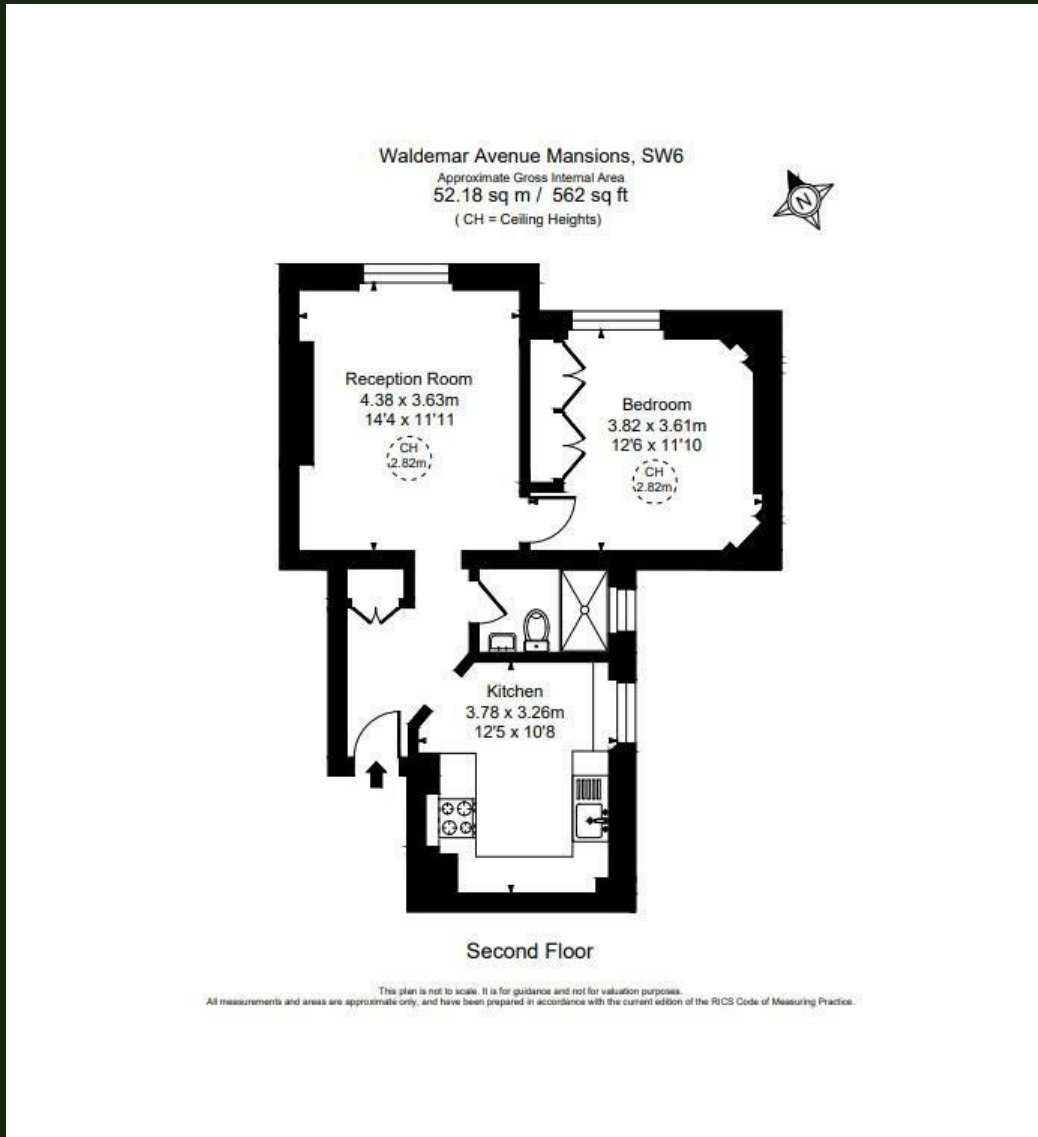 Waldemar Avenue Mansions, SW6
Approximate Gross Internal Area
52.18 sq m / 562 sq ft
( CH = Ceiling Heights)
N
Reception Room
4.38 x 3.63m
14'4 x 11'11
CH
2.82m
Bedroom
3.82 x 3.61m
12'6 x 11'10
CH
2.82m
Kitchen
3.78 x 3.26m
12'5 x 10'8
Second Floor
This plan is not to scale. It is for guidance and not for valuation purposes.
All measurements and areas are approximate only, and have been prepared in accordance with the current edition of the RICS Code of Measuring Practice.